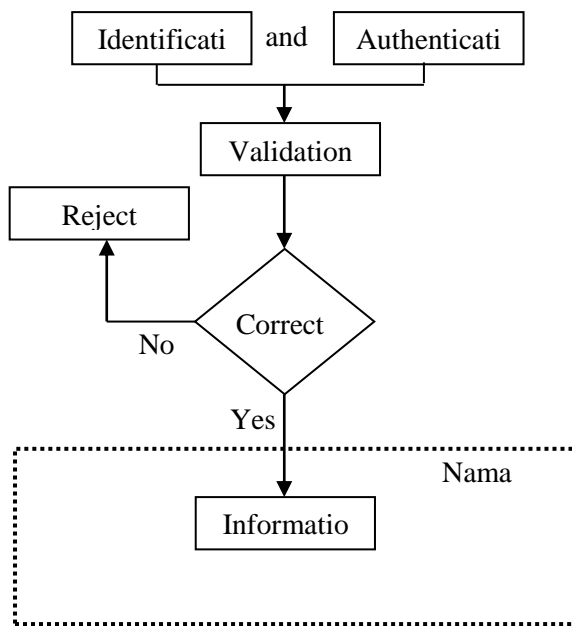 Identificati and Authenticati
Validation
Reject
Correct
No
Yes
Nama
Informatio